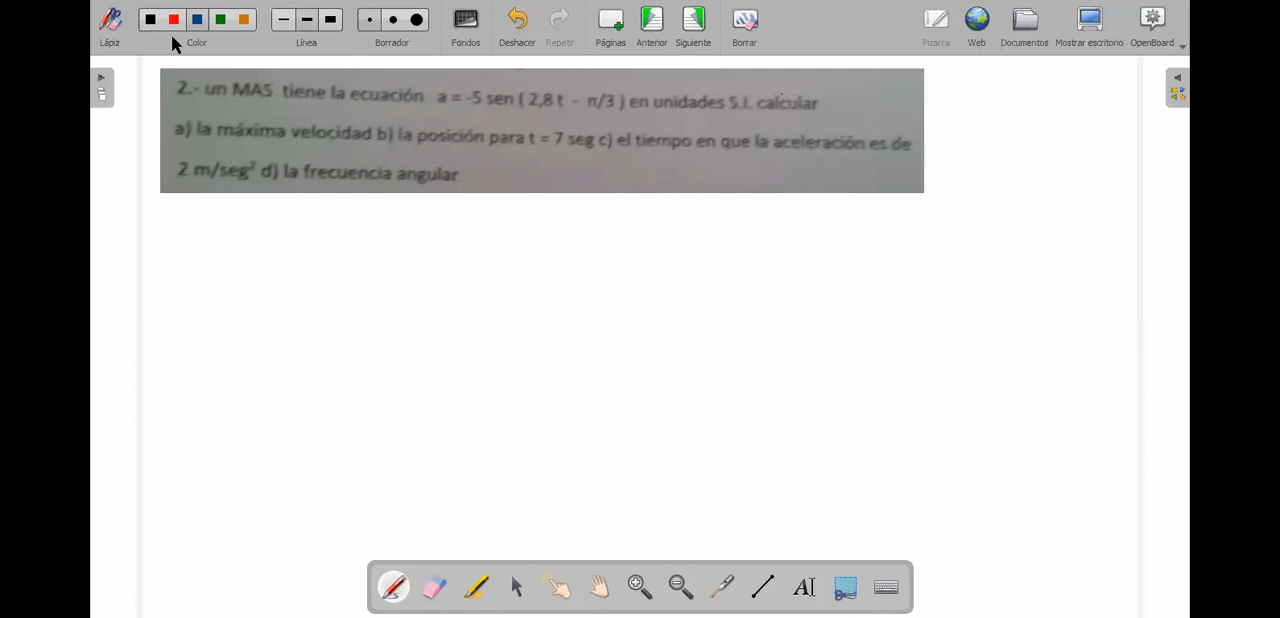 Lápiz Color Línea Borrador Fondos Deshacer Repetir Páginas Anterior Siguiente Borrar Pizarra Web Documentos Mostrar escritorio OpenBoard
2.- un MAS tiene la ecuación a = -5 sen ( 2,8 t - π/3 ) en unidades S.I. calcular
a) la máxima velocidad b) la posición para t = 7 seg c) el tiempo en que la aceleración es de
2 m/seg² d) la frecuencia angular